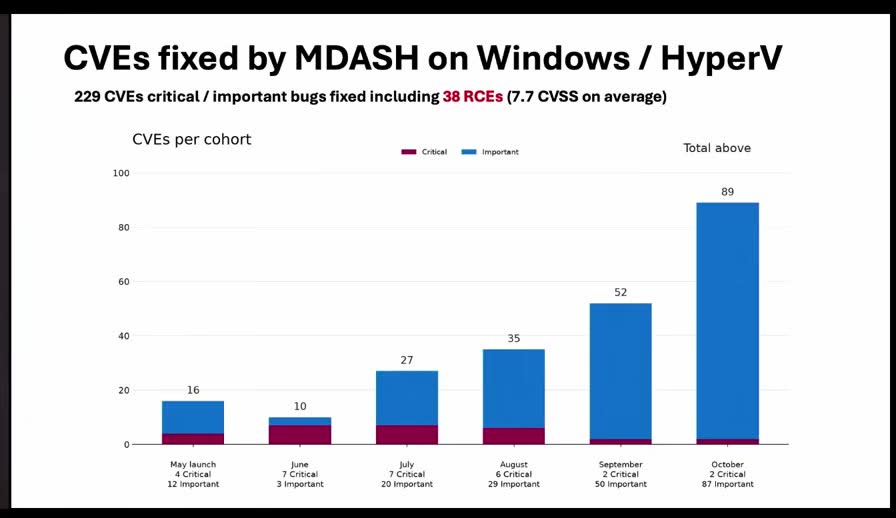 CVEs fixed by MDASH on Windows / HyperV
229 CVEs critical / important bugs fixed including 38 RCEs (7.7 CVSS on average)
CVEs per cohort
Critical Important
Total above
100
80
60
40
20
0
16
10
27
35
52
89
May launch
4 Critical
12 Important
June
7 Critical
3 Important
July
7 Critical
20 Important
August
6 Critical
29 Important
September
2 Critical
50 Important
October
2 Critical
87 Important